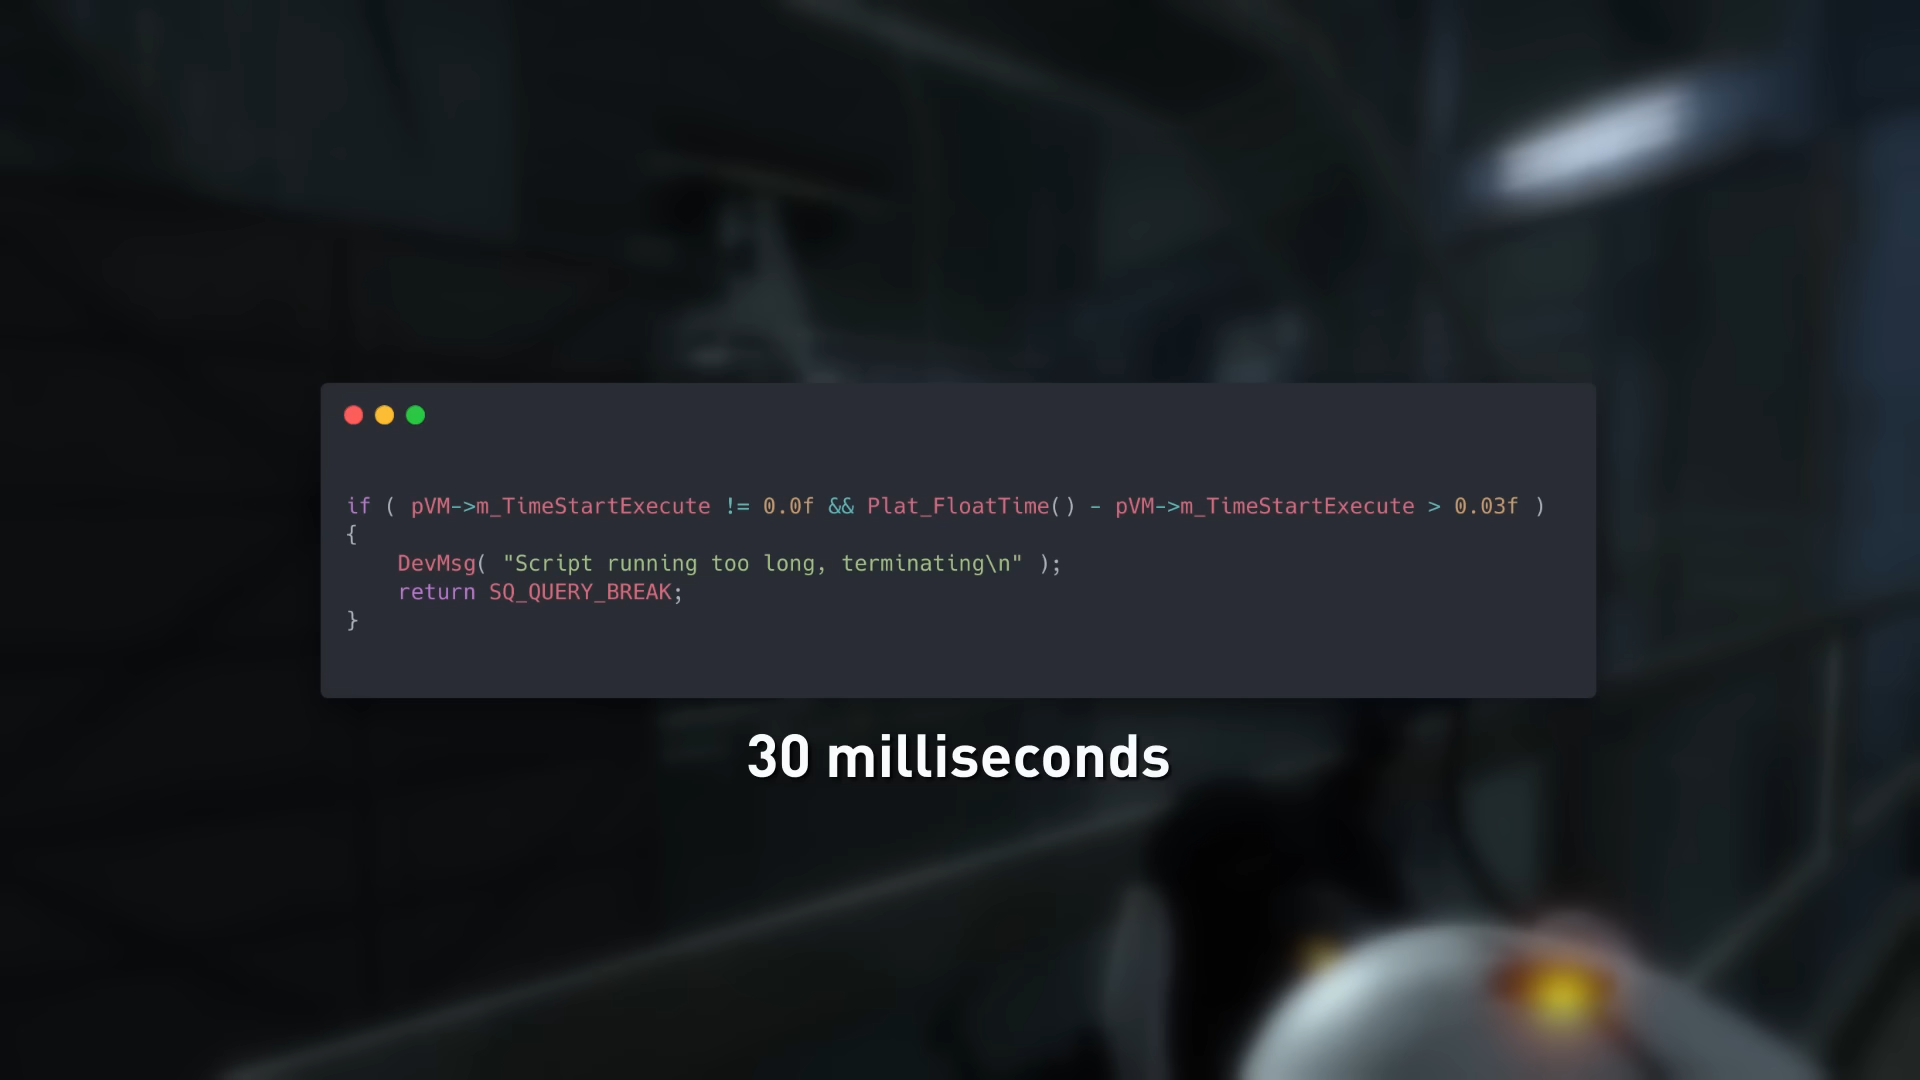 if ( pVM->m_TimeStartExecute != 0.0f && Plat_FloatTime() - pVM->m_TimeStartExecute > 0.03f )
{
    DevMsg( "Script running too long, terminating\n" );
    return SQ_QUERY_BREAK;
}
30 milliseconds